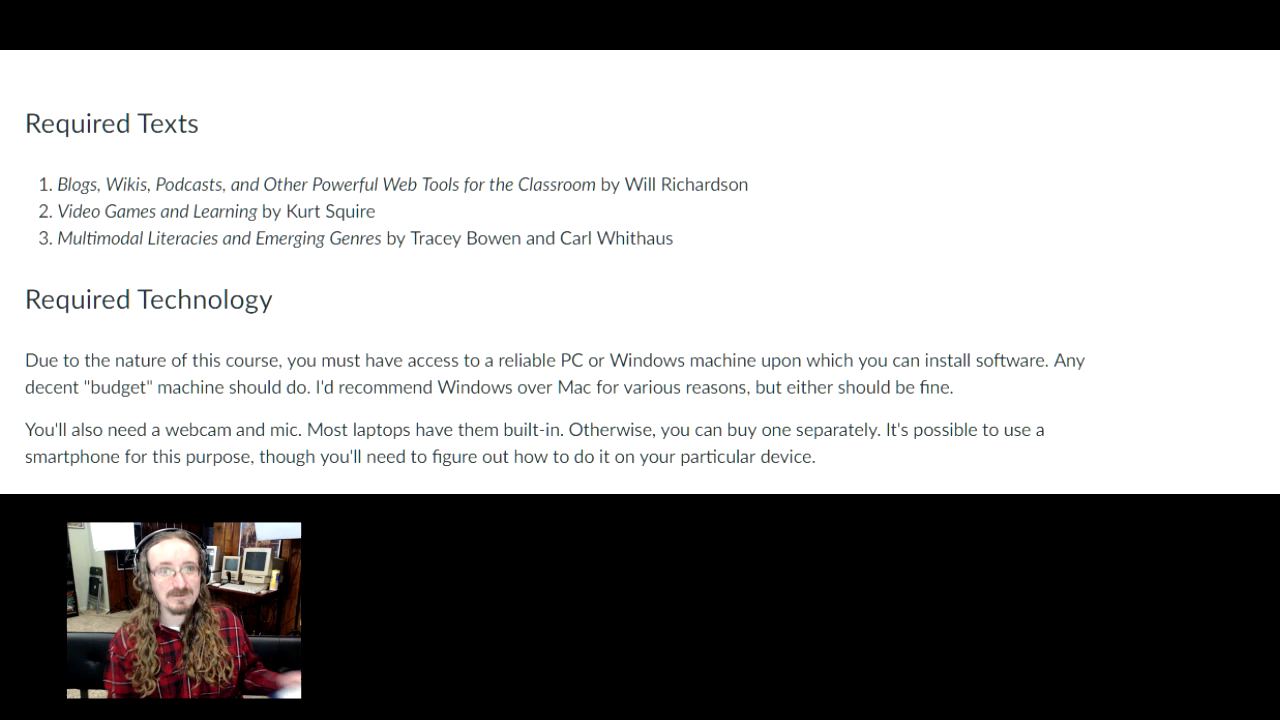 Required Texts
1. Blogs, Wikis, Podcasts, and Other Powerful Web Tools for the Classroom by Will Richardson
2. Video Games and Learning by Kurt Squire
3. Multimodal Literacies and Emerging Genres by Tracey Bowen and Carl Whithaus
Required Technology
Due to the nature of this course, you must have access to a reliable PC or Windows machine upon which you can install software. Any
decent "budget" machine should do. I'd recommend Windows over Mac for various reasons, but either should be fine.
You'll also need a webcam and mic. Most laptops have them built-in. Otherwise, you can buy one separately. It's possible to use a
smartphone for this purpose, though you'll need to figure out how to do it on your particular device.